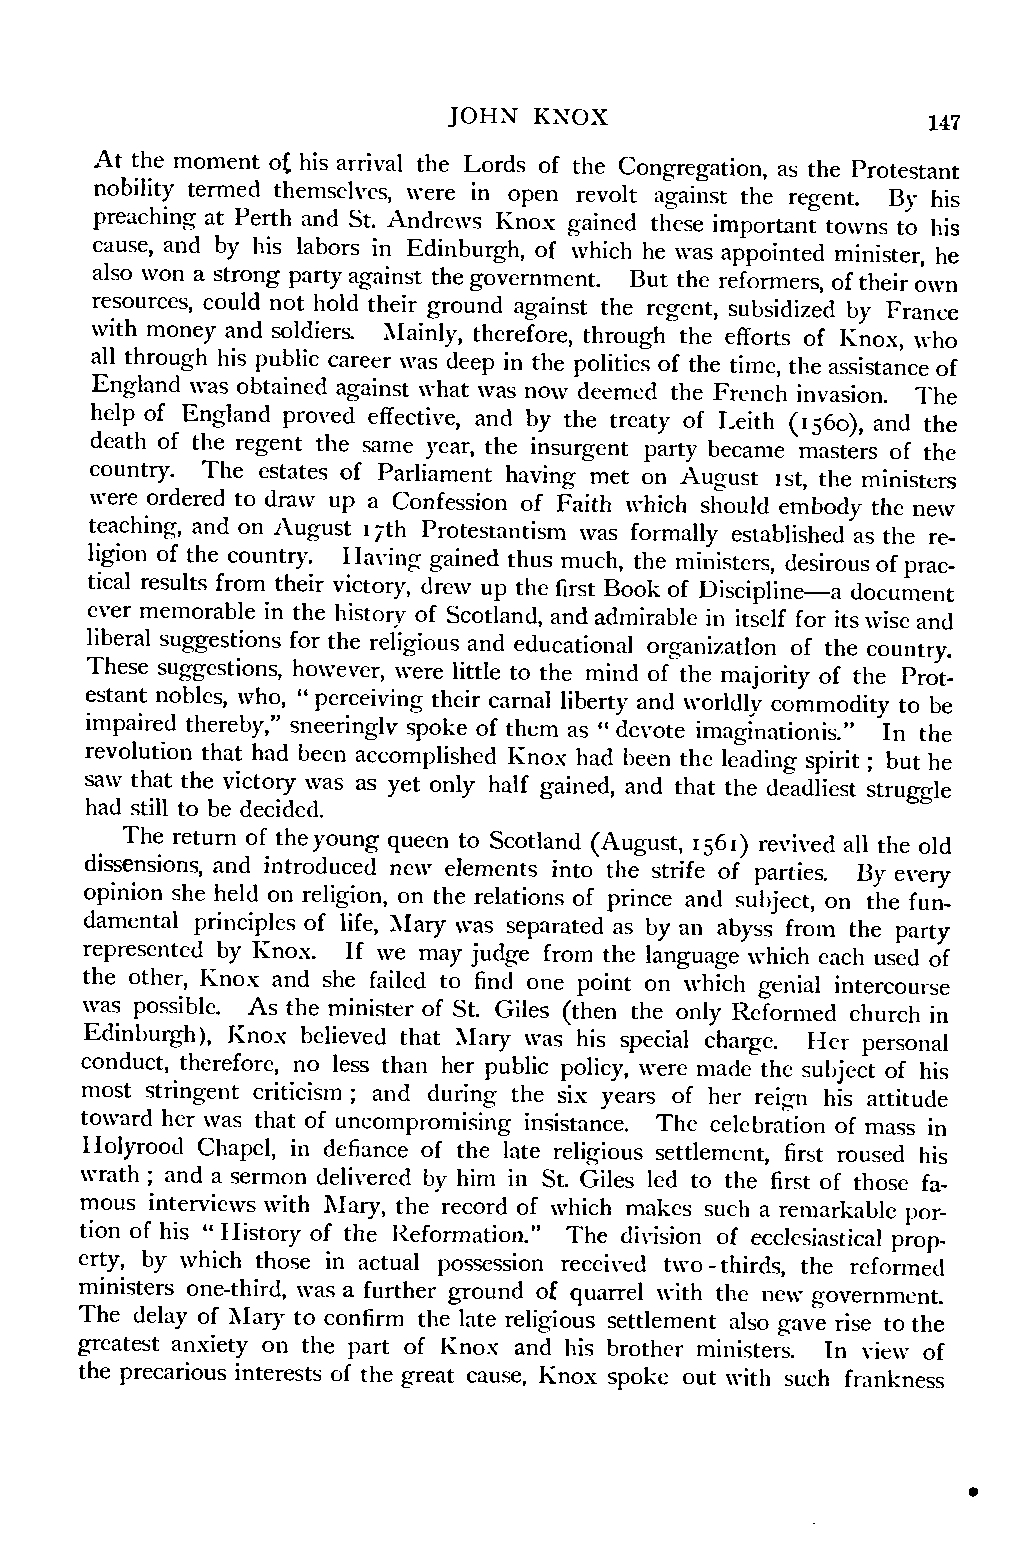 JOHN KNOX 147
At the moment of his arrival the Lords of the Congregation, as the Protestant
nobility termed themselves, were in open revolt against the regent. By his
preaching at Perth and St. Andrews Knox gained these important towns to his
cause, and by his labors in Edinburgh, of which he was appointed minister, he
also won a strong party against the government. But the reformers, of their own
resources, could not hold their ground against the regent, subsidized by France
with money and soldiers. Mainly, therefore, through the efforts of Knox, who
all through his public career was deep in the politics of the time, the assistance of
England was obtained against what was now deemed the French invasion. The
help of England proved effective, and by the treaty of Leith (1560), and the
death of the regent the same year, the insurgent party became masters of the
country. The estates of Parliament having met on August 1st, the ministers
were ordered to draw up a Confession of Faith which should embody the new
teaching, and on August 17th Protestantism was formally established as the re-
ligion of the country. Having gained thus much, the ministers, desirous of prac-
tical results from their victory, drew up the first Book of Discipline—a document
ever memorable in the history of Scotland, and admirable in itself for its wise and
liberal suggestions for the religious and educational organization of the country.
These suggestions, however, were little to the mind of the majority of the Prot-
estant nobles, who, “ perceiving their carnal liberty and worldly commodity to be
impaired thereby,” sneeringly spoke of them as “ devote imaginationis.” In the
revolution that had been accomplished Knox had been the leading spirit ; but he
saw that the victory was as yet only half gained, and that the deadliest struggle
had still to be decided.
The return of the young queen to Scotland (August, 1561) revived all the old
dissensions, and introduced new elements into the strife of parties. By every
opinion she held on religion, on the relations of prince and subject, on the fun-
damental principles of life, Mary was separated as by an abyss from the party
represented by Knox. If we may judge from the language which each used of
the other, Knox and she failed to find one point on which genial intercourse
was possible. As the minister of St. Giles (then the only Reformed church in
Edinburgh), Knox believed that Mary was his special charge. Her personal
conduct, therefore, no less than her public policy, were made the subject of his
most stringent criticism ; and during the six years of her reign his attitude
toward her was that of uncompromising insistance. The celebration of mass in
Holyrood Chapel, in defiance of the late religious settlement, first roused his
wrath ; and a sermon delivered by him in St. Giles led to the first of those fa-
mous interviews with Mary, the record of which makes such a remarkable por-
tion of his “ History of the Reformation.” The division of ecclesiastical prop-
erty, by which those in actual possession received two-thirds, the reformed
ministers one-third, was a further ground of quarrel with the new government.
The delay of Mary to confirm the late religious settlement also gave rise to the
greatest anxiety on the part of Knox and his brother ministers. In view of
the precarious interests of the great cause, Knox spoke out with such frankness